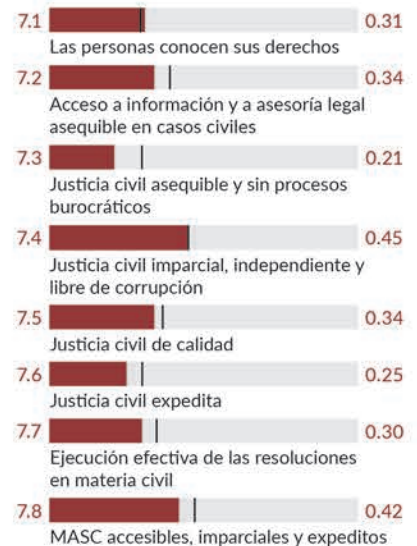 7.1 0.31
Las personas conocen sus derechos
7.2 0.34
Acceso a información y a asesoría legal
asequible en casos civiles
7.3 0.21
Justicia civil asequible y sin procesos
burocráticos
7.4 0.45
Justicia civil imparcial, independiente y
libre de corrupción
7.5 0.34
Justicia civil de calidad
7.6 0.25
Justicia civil expedita
7.7 0.30
Ejecución efectiva de las resoluciones
en materia civil
7.8 0.42
MASC accesibles, imparciales y expeditos